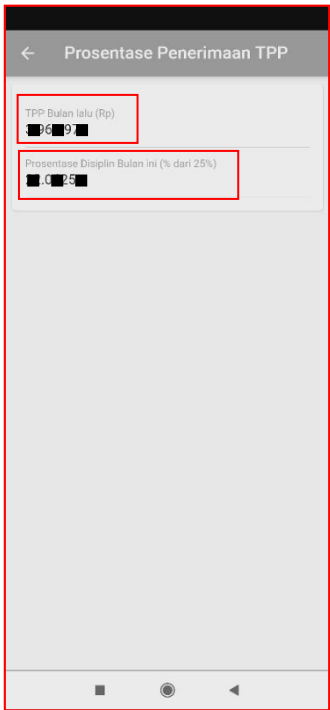 Prosentase Penerimaan TPP
TPP Bulan lalu (Rp)
Prosentase Disiplin Bulan ini (% dari 25%)